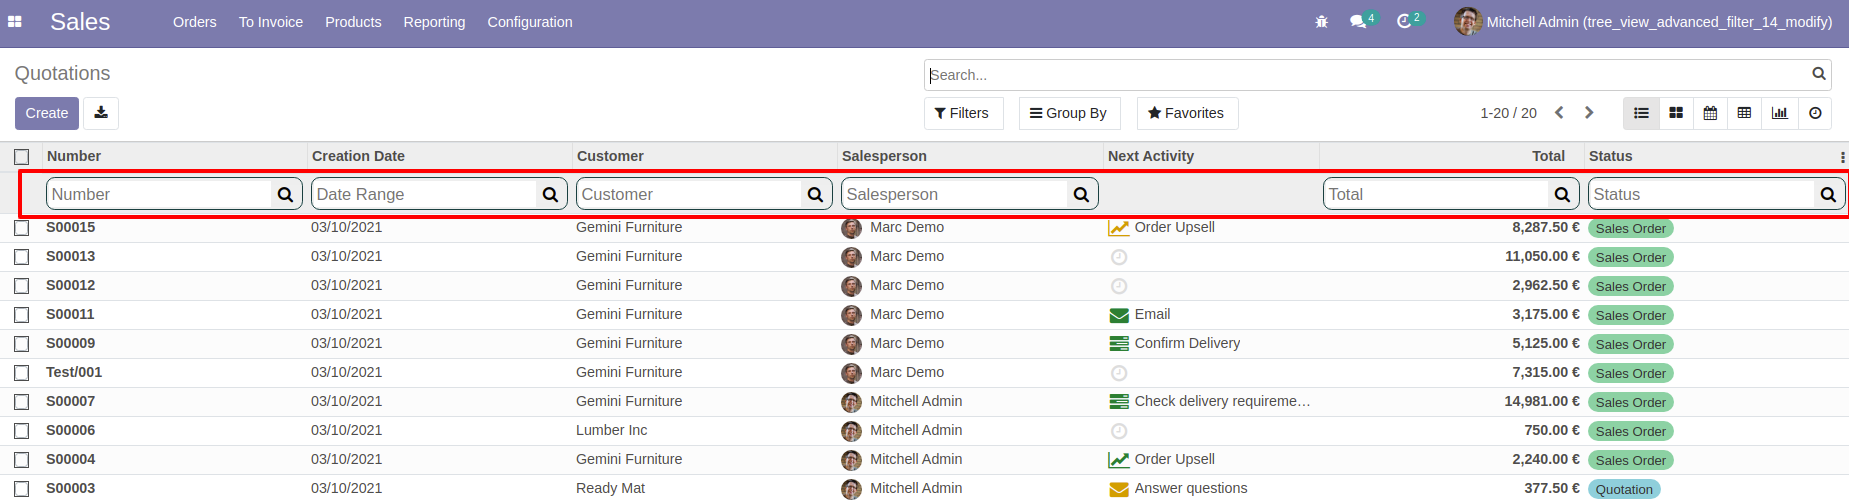 Sales Orders To Invoice Products Reporting Configuration 4 2 Mitchell Admin (tree_view_advanced_filter_14_modify)
Quotations Search...
Create Filters Group By Favorites 1-20 / 20
Number Creation Date Customer Salesperson Next Activity Total Status
Number Date Range Customer Salesperson Total Status
S00015 03/10/2021 Gemini Furniture Marc Demo Order Upsell 8,287.50 € Sales Order
S00013 03/10/2021 Gemini Furniture Marc Demo 11,050.00 € Sales Order
S00012 03/10/2021 Gemini Furniture Marc Demo 2,962.50 € Sales Order
S00011 03/10/2021 Gemini Furniture Marc Demo Email 3,175.00 € Sales Order
S00009 03/10/2021 Gemini Furniture Marc Demo Confirm Delivery 5,125.00 € Sales Order
Test/001 03/10/2021 Gemini Furniture Marc Demo 7,315.00 € Sales Order
S00007 03/10/2021 Gemini Furniture Mitchell Admin Check delivery requireme… 14,981.00 € Sales Order
S00006 03/10/2021 Lumber Inc Mitchell Admin 750.00 € Sales Order
S00004 03/10/2021 Gemini Furniture Mitchell Admin Order Upsell 2,240.00 € Sales Order
S00003 03/10/2021 Ready Mat Mitchell Admin Answer questions 377.50 € Quotation